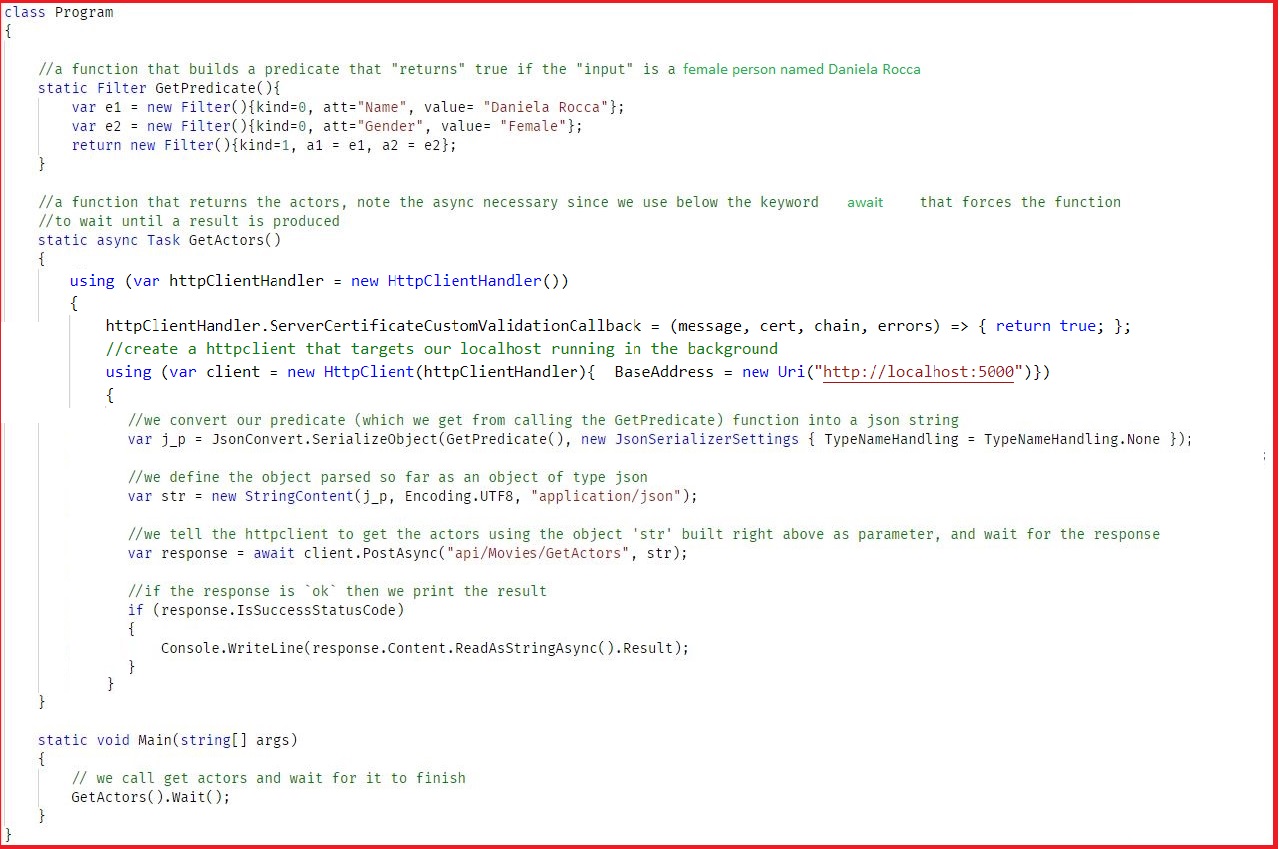 class Program
{
//a function that builds a predicate that "returns" true if the "input" is a female person named Daniela Rocca
static Filter GetPredicate(){
var e1 = new Filter(){kind=0, att="Name", value= "Daniela Rocca"};
var e2 = new Filter(){kind=0, att="Gender", value= "Female"};
return new Filter(){kind=1, a1 = e1, a2 = e2};
}
//a function that returns the actors, note the async necessary since we use below the keyword await that forces the function
//to wait until a result is produced
static async Task GetActors()
{
using (var httpClientHandler = new HttpClientHandler())
{
httpClientHandler.ServerCertificateCustomValidationCallback = (message, cert, chain, errors) => { return true; };
//create a httpclient that targets our localhost running in the background
using (var client = new HttpClient(httpClientHandler){ BaseAddress = new Uri("http://localhost:5000")})
{
//we convert our predicate (which we get from calling the GetPredicate) function into a json string
var j_p = JsonConvert.SerializeObject(GetPredicate(), new JsonSerializerSettings { TypeNameHandling = TypeNameHandling.None });
;
//we define the object parsed so far as an object of type json
var str = new StringContent(j_p, Encoding.UTF8, "application/json");
//we tell the httpclient to get the actors using the object 'str' built right above as parameter, and wait for the response
var response = await client.PostAsync("api/Movies/GetActors", str);
//if the response is `ok` then we print the result
if (response.IsSuccessStatusCode)
{
Console.WriteLine(response.Content.ReadAsStringAsync().Result);
}
}
}
static void Main(string[] args)
{
// we call get actors and wait for it to finish
GetActors().Wait();
}
}